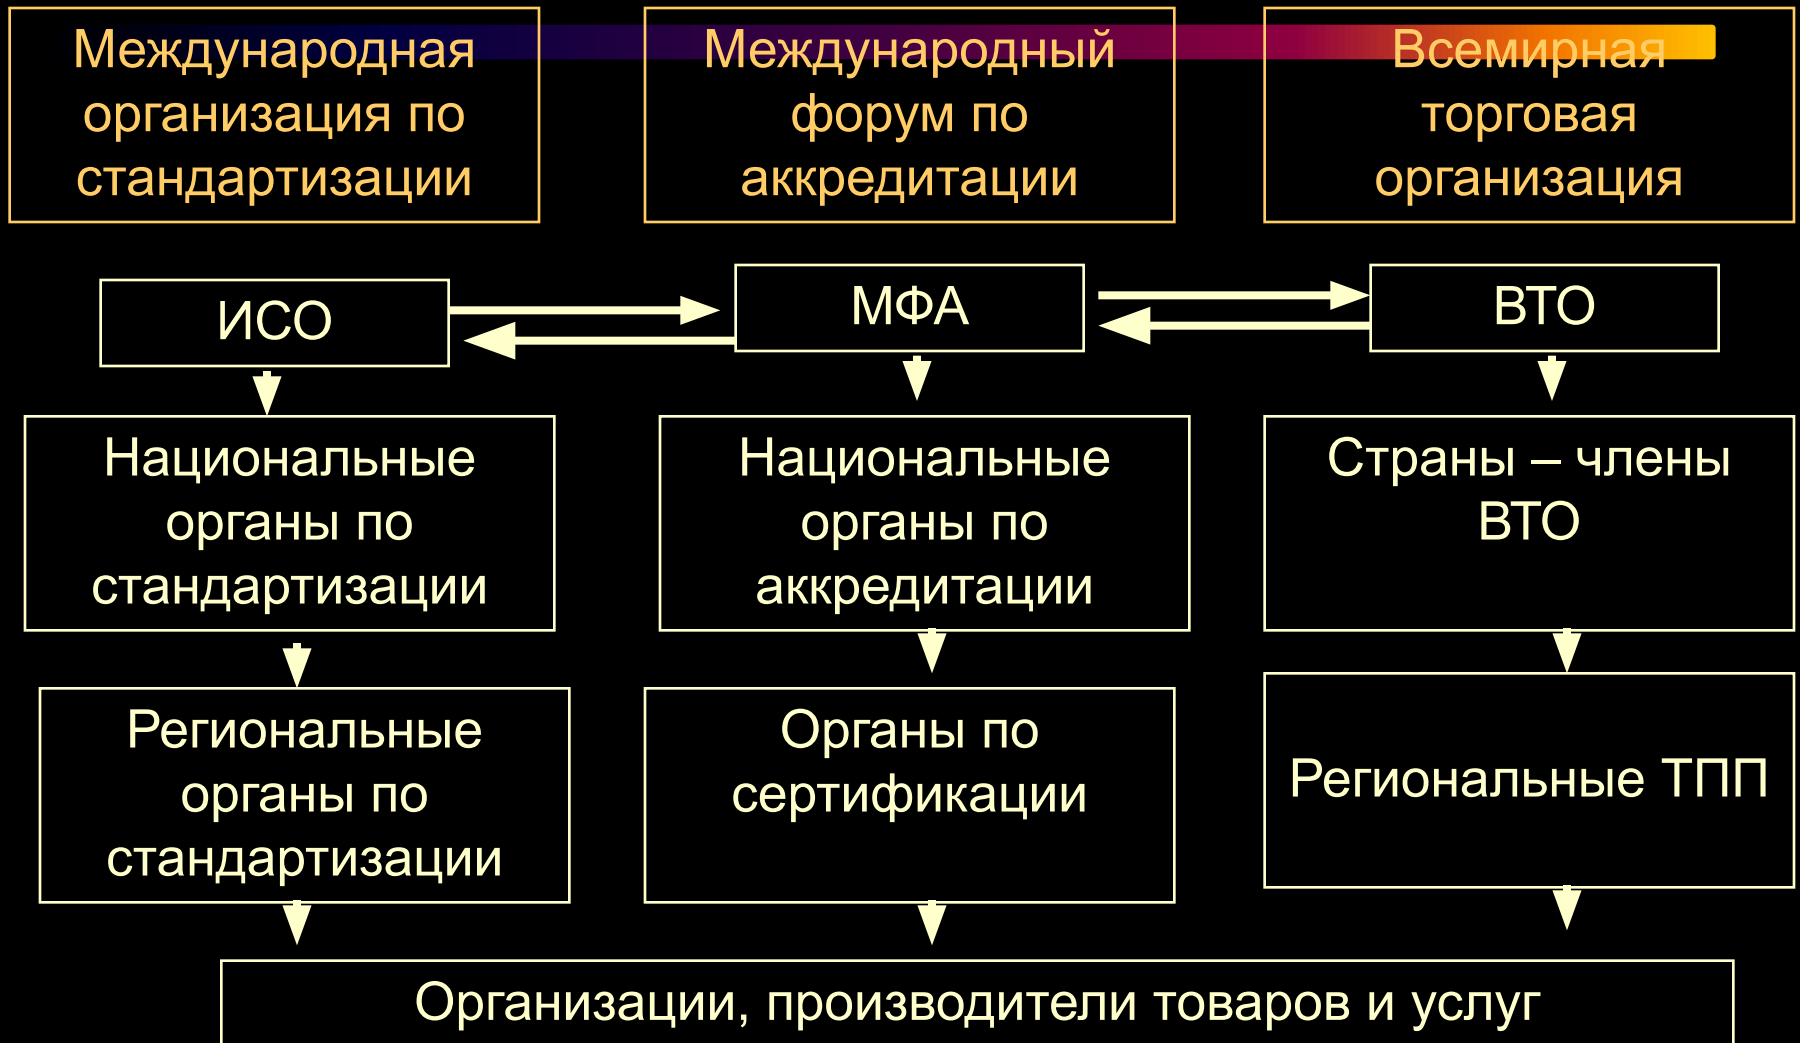 Международная
организация по
стандартизации
Международный
форум по
аккредитации
Всемирная
торговая
организация
ИСО
МФА
ВТО
Национальные
органы по
стандартизации
Национальные
органы по
аккредитации
Страны – члены
ВТО
Региональные
органы по
стандартизации
Органы по
сертификации
Региональные ТПП
Организации, производители товаров и услуг